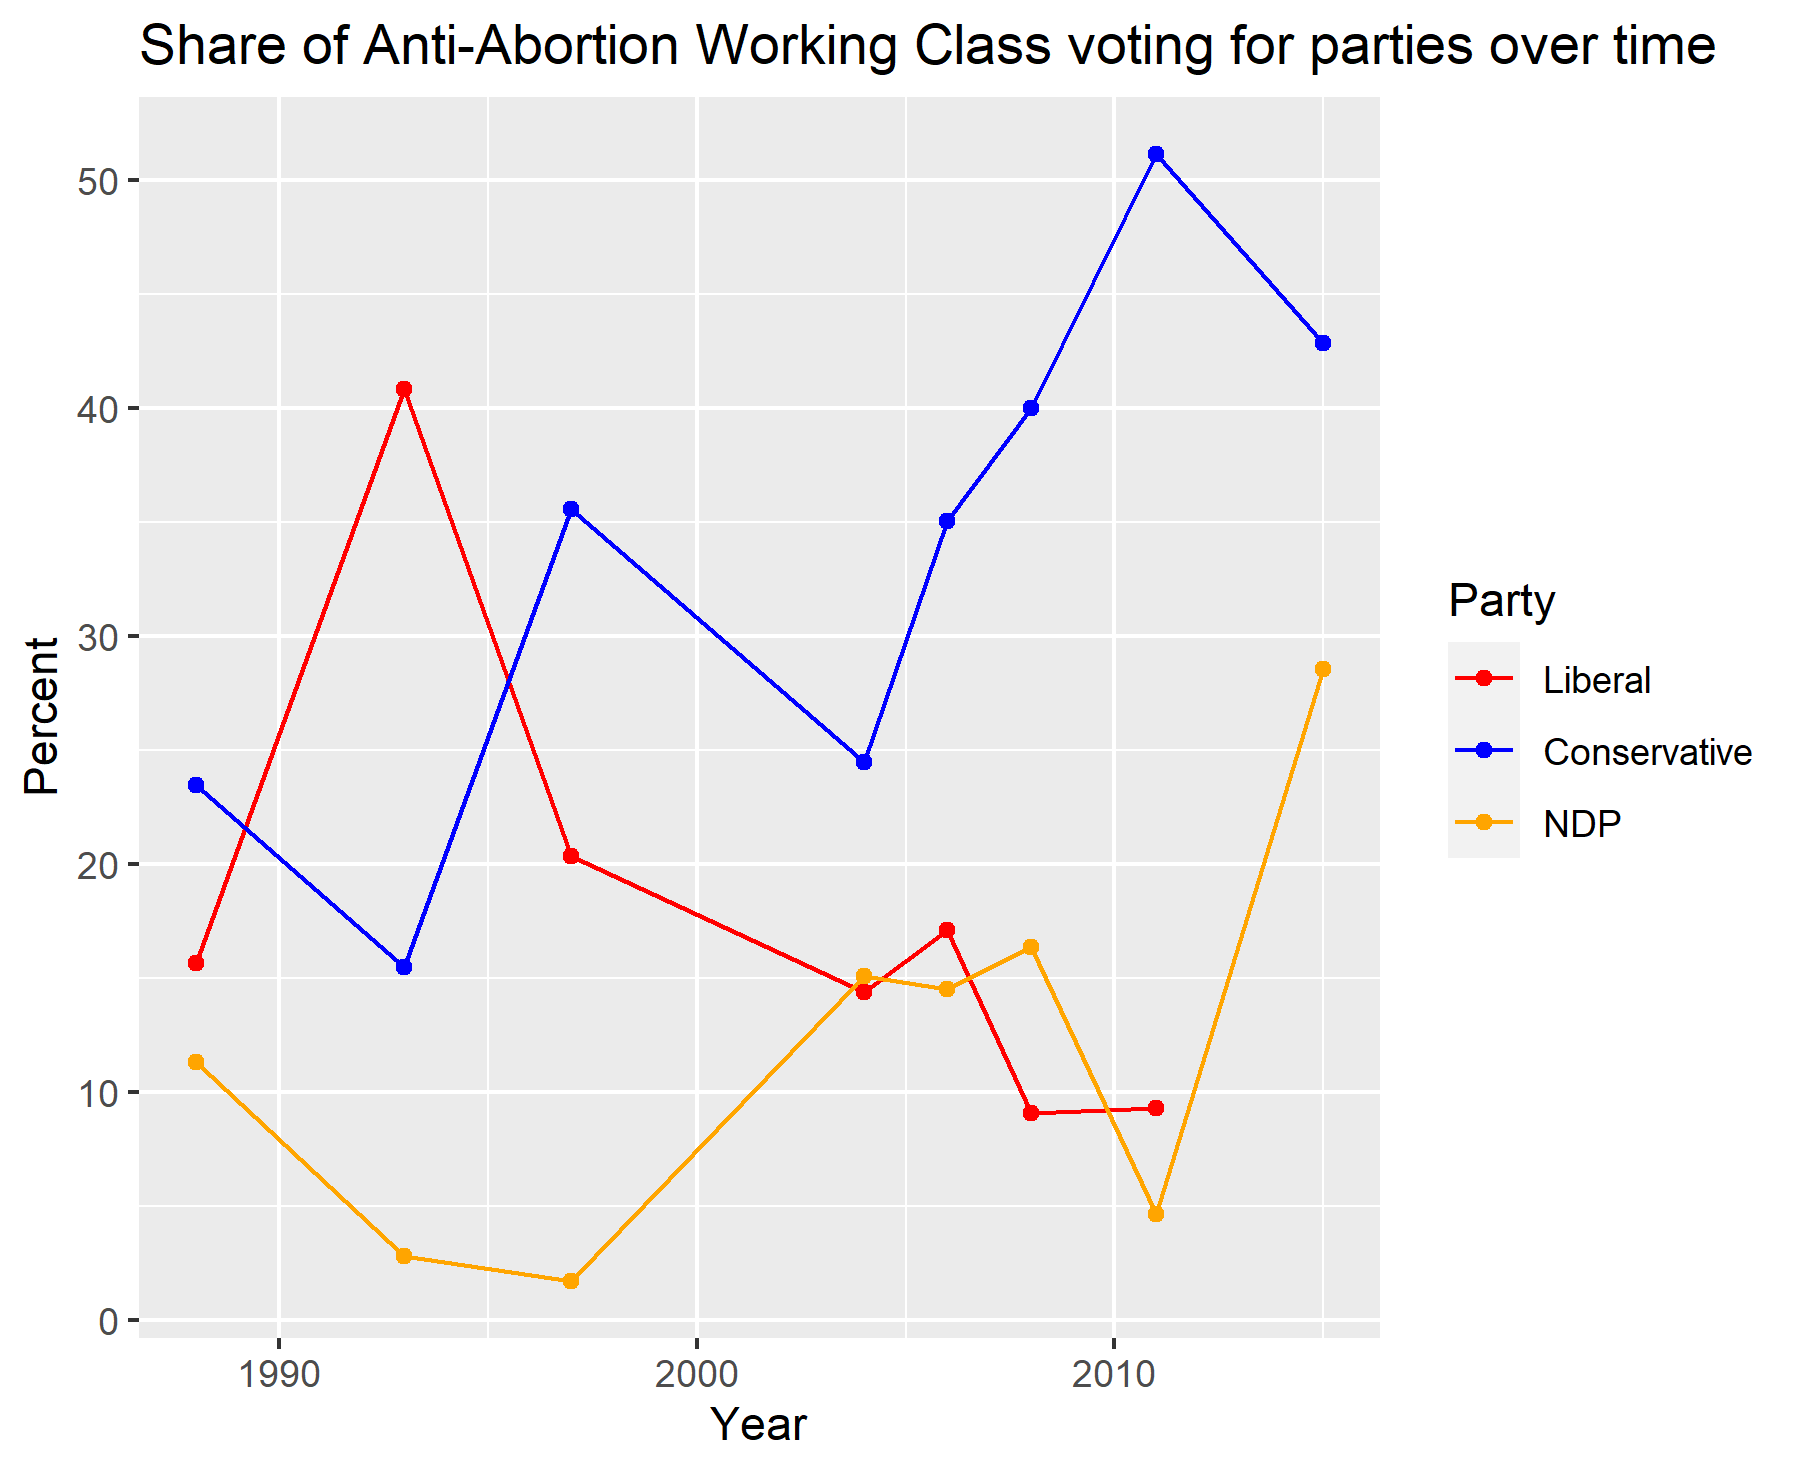 Share of Anti-Abortion Working Class voting for parties over time
50
40
30
20
10
0
Percent
1990
2000
2010
Year
Party
Liberal
Conservative
NDP